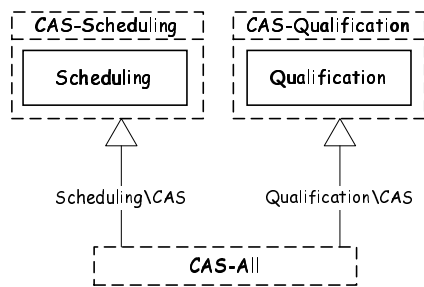 CAS-Scheduling
CAS-Qualification
Scheduling
Qualification
Scheduling\CAS
Qualification\CAS
CAS-All